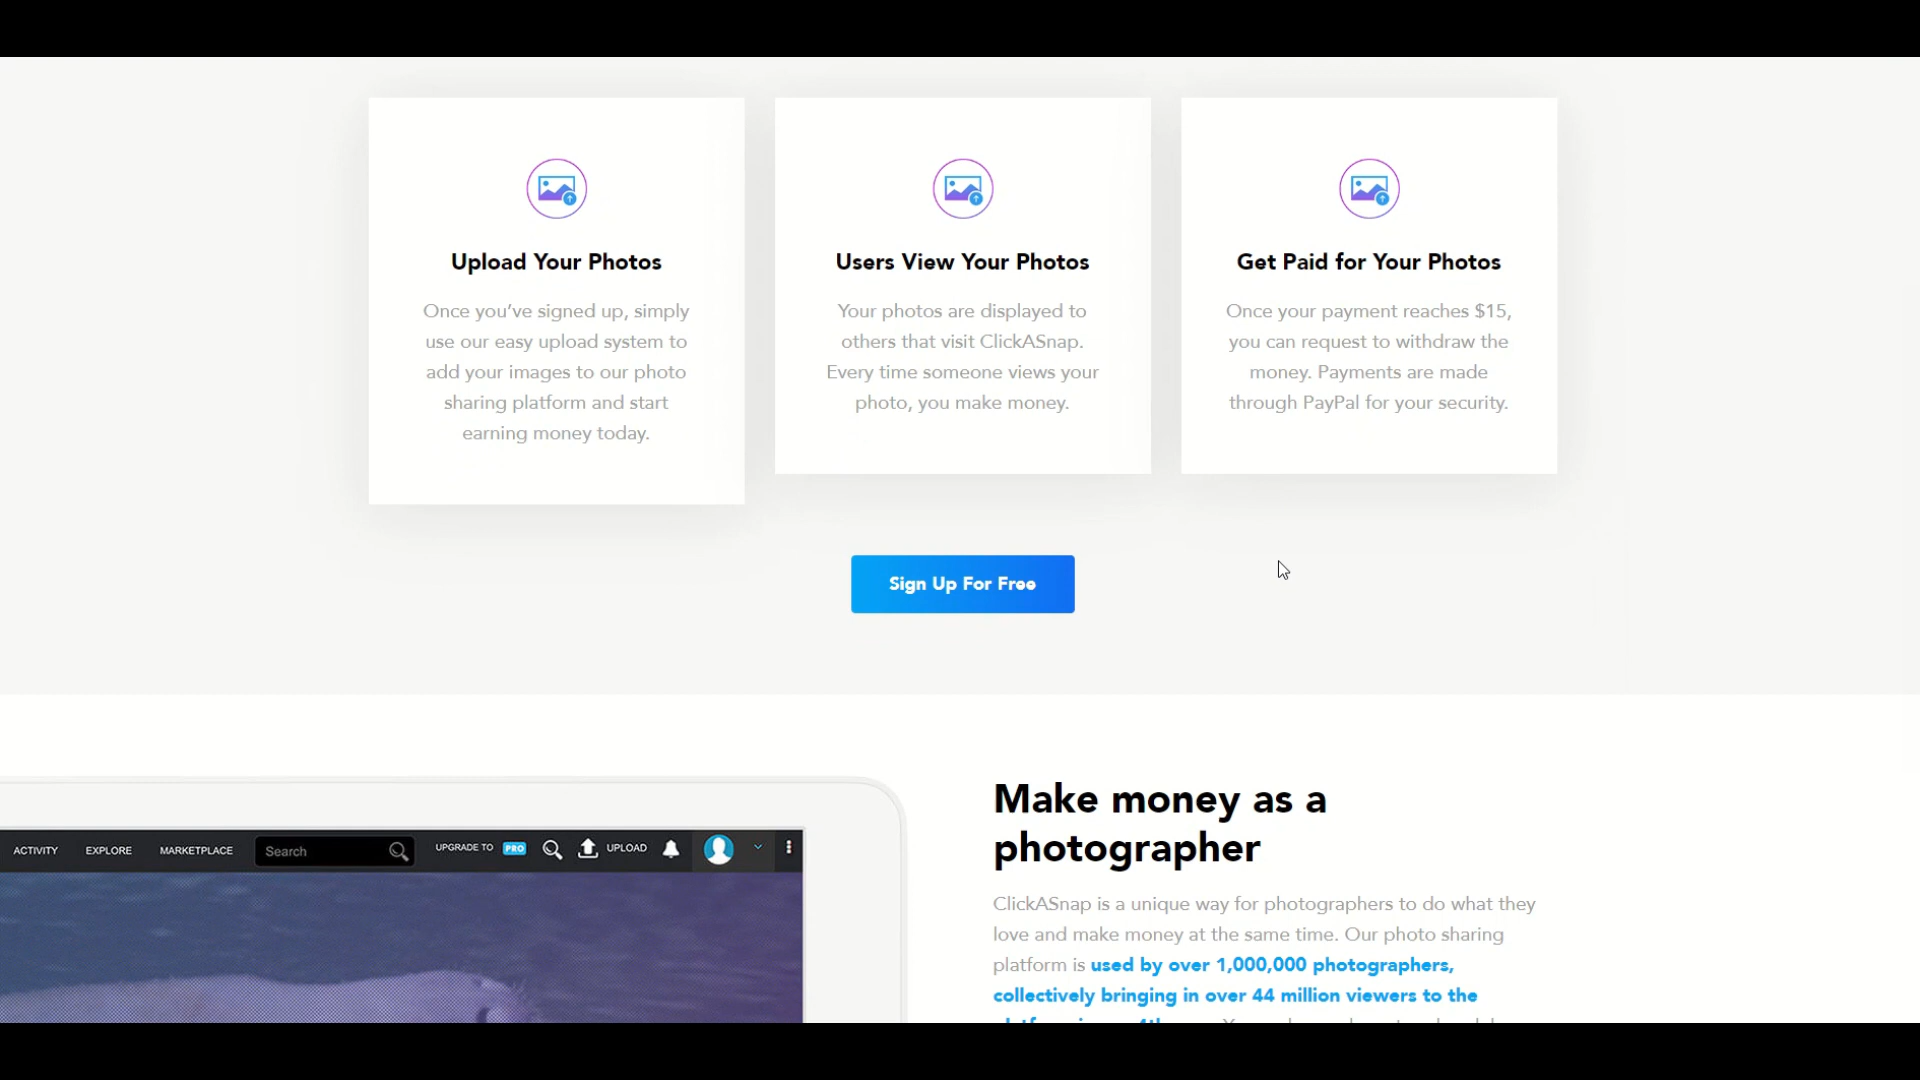 Upload Your Photos
Once you’ve signed up, simply
use our easy upload system to
add your images to our photo
sharing platform and start
earning money today.
Users View Your Photos
Your photos are displayed to
others that visit ClickASnap.
Every time someone views your
photo, you make money.
Get Paid for Your Photos
Once your payment reaches $15,
you can request to withdraw the
money. Payments are made
through PayPal for your security.
Sign Up For Free
ACTIVITY EXPLORE MARKETPLACE Search UPGRADE TO PRO UPLOAD
Make money as a
photographer
ClickASnap is a unique way for photographers to do what they
love and make money at the same time. Our photo sharing
platform is used by over 1,000,000 photographers,
collectively bringing in over 44 million viewers to the